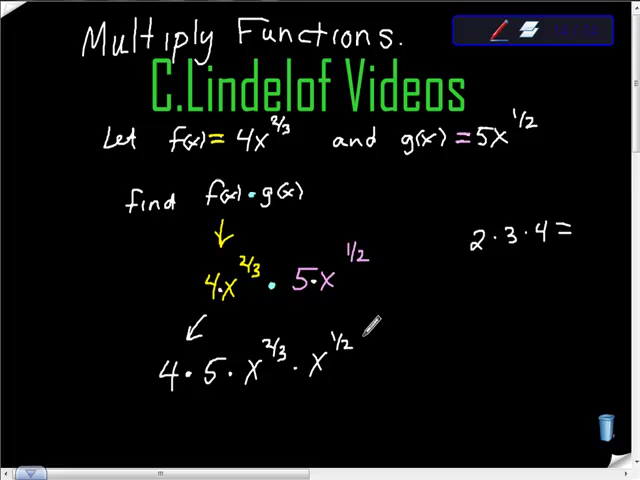 Multiply Functions.
C.Lindelof Videos
Let f(x) = 4x^2/3 and g(x) = 5x^1/2
find f(x) · g(x)
2 · 3 · 4 =
4·x^2/3 · 5·x^1/2
4 · 5 · x^2/3 · x^1/2